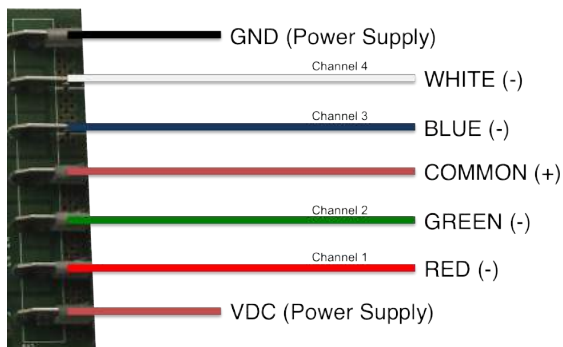 GND (Power Supply)
Channel 4
WHITE (-)
Channel 3
BLUE (-)
COMMON (+)
Channel 2
GREEN (-)
Channel 1
RED (-)
VDC (Power Supply)